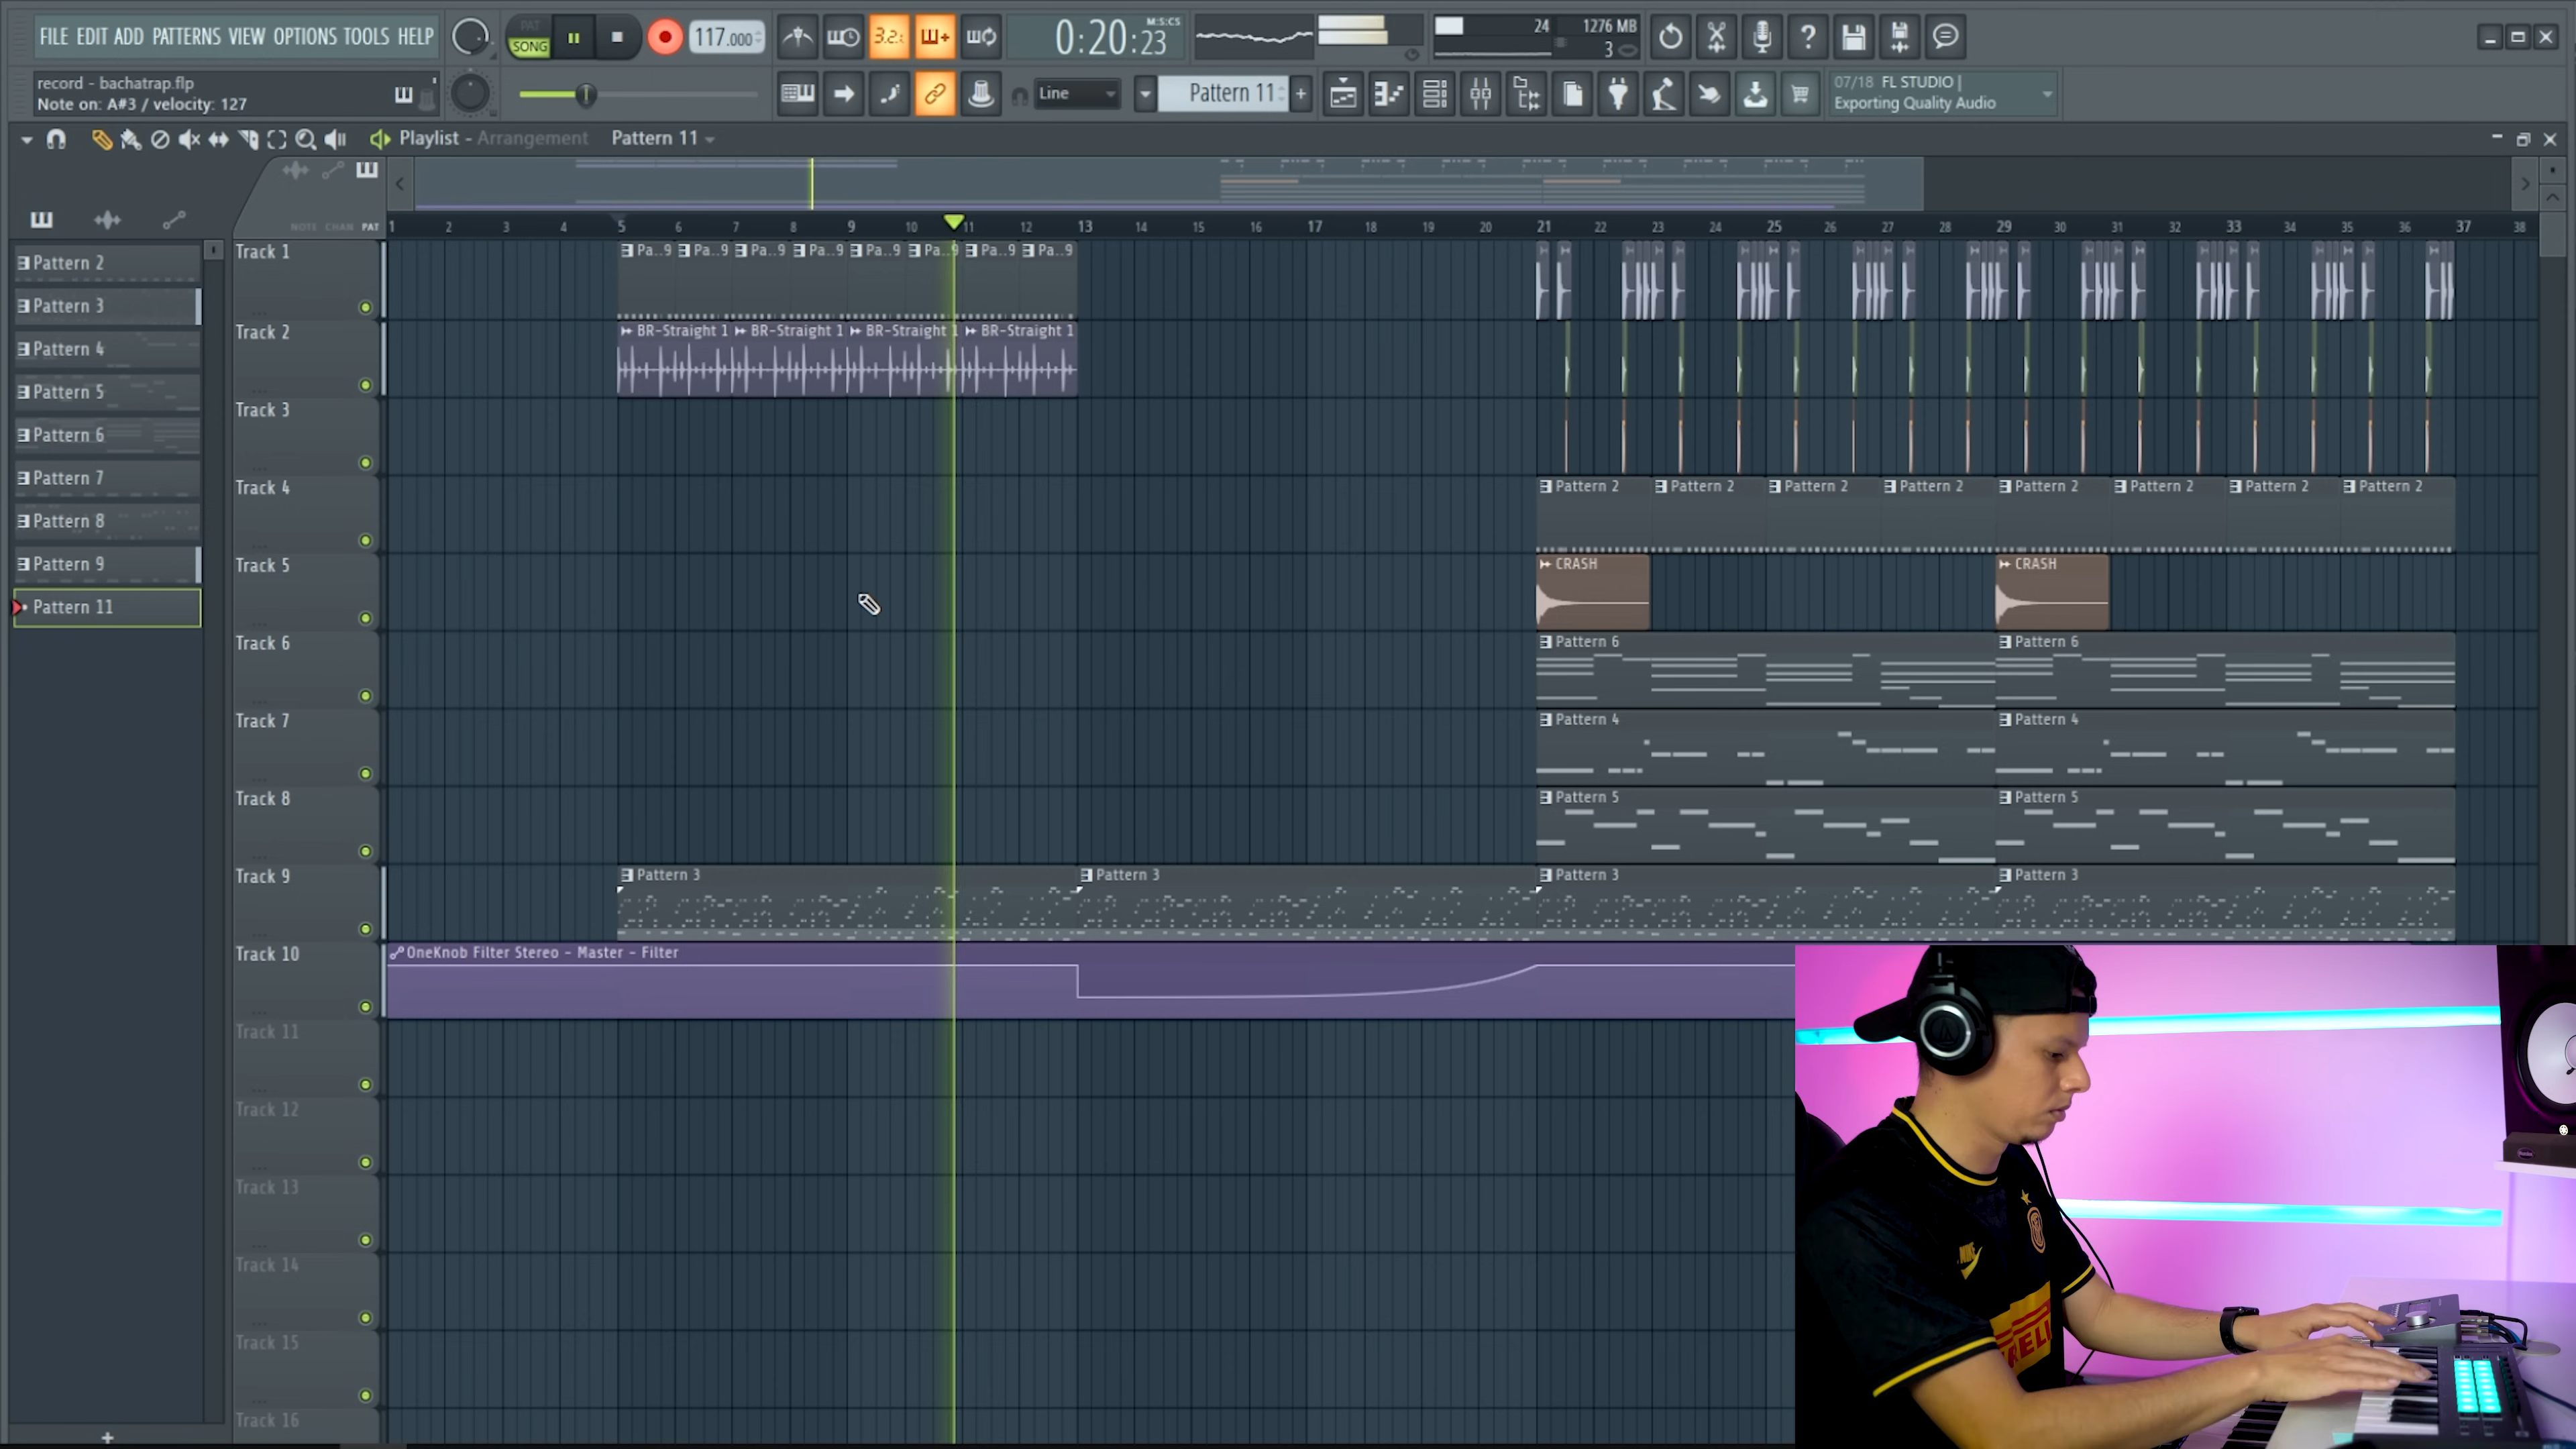 FILE EDIT ADD PATTERNS VIEW OPTIONS TOOLS HELP
PAT
SONG
117.000
3.2.
0:20:23
M:S:CS
24
1276 MB
3
record - bachatrap.flp
Note on: A#3 / velocity: 127
Line
Pattern 11
07/18 FL STUDIO |
Exporting Quality Audio
Playlist - Arrangement
Pattern 11
NOTE CHAN PAT
1 2 3 4 5 6 7 8 9 10 11 12 13 14 15 16 17 18 19 20 21 22 23 24 25 26 27 28 29 30 31 32 33 34 35 36 37 38
Pattern 2
Pattern 3
Pattern 4
Pattern 5
Pattern 6
Pattern 7
Pattern 8
Pattern 9
Pattern 11
Track 1
Pa..9 Pa..9 Pa..9 Pa..9 Pa..9 Pa..9 Pa..9 Pa..9
Track 2
BR-Straight 1 BR-Straight 1 BR-Straight 1 BR-Straight 1
Track 3
Track 4
Pattern 2 Pattern 2 Pattern 2 Pattern 2 Pattern 2 Pattern 2 Pattern 2 Pattern 2
Track 5
CRASH CRASH
Track 6
Pattern 6 Pattern 6
Track 7
Pattern 4 Pattern 4
Track 8
Pattern 5 Pattern 5
Track 9
Pattern 3 Pattern 3 Pattern 3 Pattern 3
Track 10
OneKnob Filter Stereo - Master - Filter
Track 11
Track 12
Track 13
Track 14
Track 15
Track 16